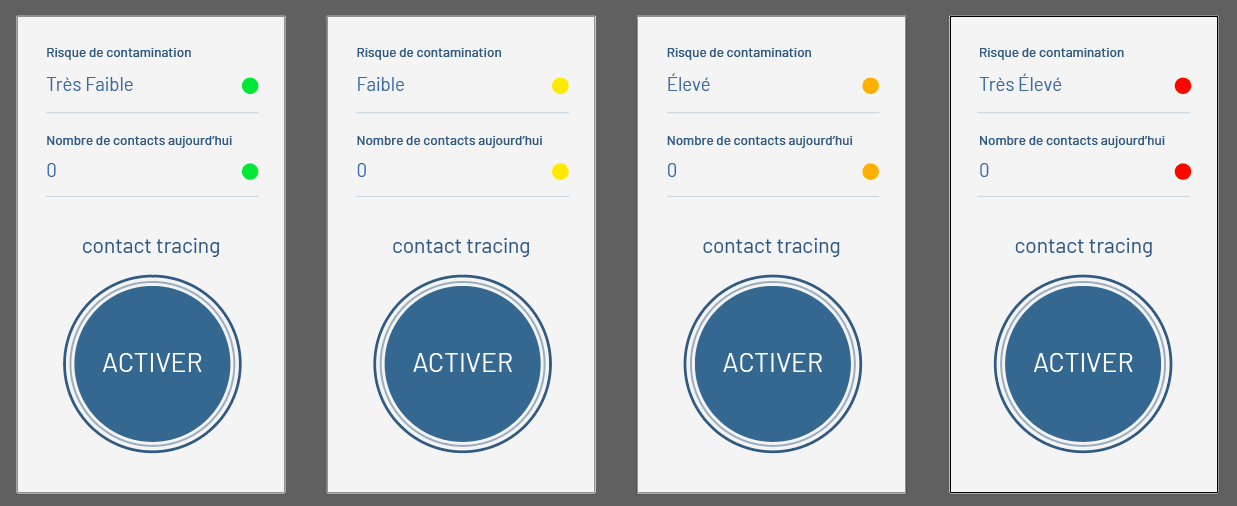 Risque de contamination
Très Faible
Nombre de contacts aujourd’hui
0
contact tracing
ACTIVER
Risque de contamination
Faible
Nombre de contacts aujourd’hui
0
contact tracing
ACTIVER
Risque de contamination
Élevé
Nombre de contacts aujourd’hui
0
contact tracing
ACTIVER
Risque de contamination
Très Élevé
Nombre de contacts aujourd’hui
0
contact tracing
ACTIVER